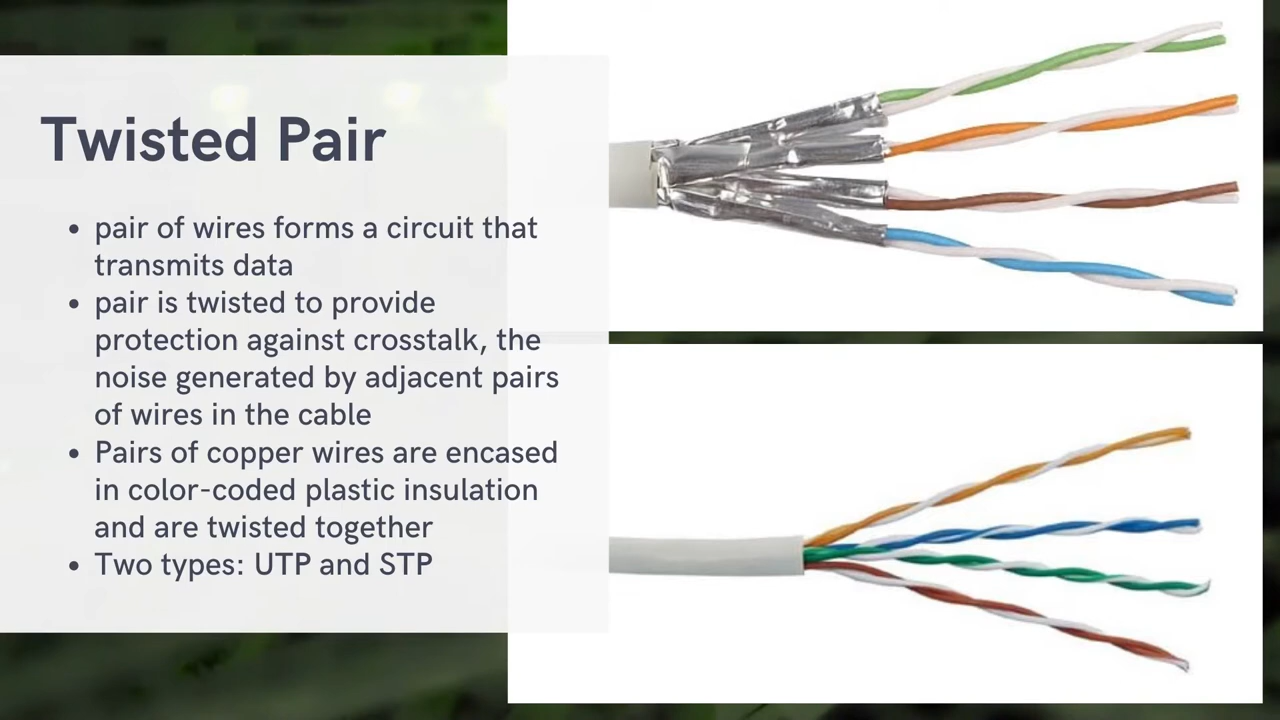 Twisted Pair
• pair of wires forms a circuit that
transmits data
• pair is twisted to provide
protection against crosstalk, the
noise generated by adjacent pairs
of wires in the cable
• Pairs of copper wires are encased
in color-coded plastic insulation
and are twisted together
• Two types: UTP and STP